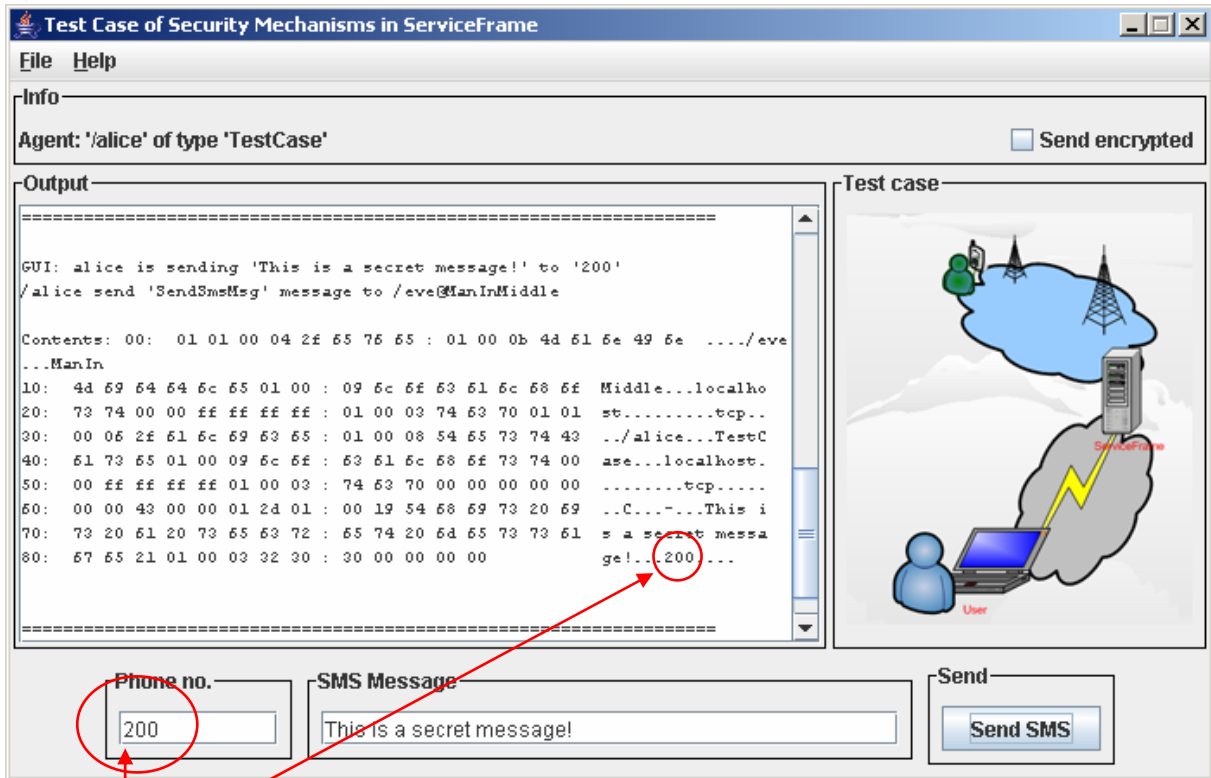 Test Case of Security Mechanisms in ServiceFrame
File Help
Info
Agent: '/alice' of type 'TestCase'
Send encrypted
Output
=====================================================================
GUI: alice is sending 'This is a secret message!' to '200'
/alice send 'SendSmsMsg' message to /eve@ManInMiddle
Contents: 00: 01 01 00 04 2f 65 76 65 : 01 00 0b 4d 61 6e 49 6e ..../eve
...ManIn
10: 4d 69 64 64 6c 65 01 00 : 09 6c 6f 63 61 6c 68 6f Middle...localho
20: 73 74 00 00 ff ff ff ff : 01 00 03 74 63 70 01 01 st.........tcp..
30: 00 06 2f 61 6c 69 63 65 : 01 00 08 54 65 73 74 43 ../alice...TestC
40: 61 73 65 01 00 09 6c 6f : 63 61 6c 68 6f 73 74 00 ase...localhost.
50: 00 ff ff ff ff 01 00 03 : 74 63 70 00 00 00 00 00 ........tcp.....
60: 00 00 43 00 00 01 2d 01 : 00 19 54 68 69 73 20 69 ..C...-...This i
70: 73 20 61 20 73 65 63 72 : 65 74 20 6d 65 73 73 61 s a secret messa
80: 67 65 21 01 00 03 32 30 : 30 00 00 00 00 ge!...200....
=====================================================================
Test case
ServiceFrame
User
Phone no.
200
SMS Message
This is a secret message!
Send
Send SMS